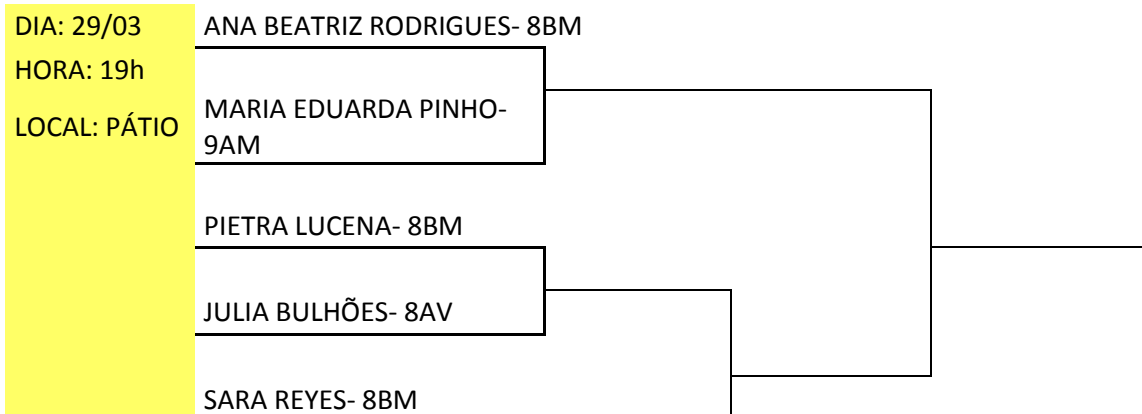 DIA: 29/03
HORA: 19h
LOCAL: PÁTIO
ANA BEATRIZ RODRIGUES- 8BM
MARIA EDUARDA PINHO-
9AM
PIETRA LUCENA- 8BM
JULIA BULHÕES- 8AV
SARA REYES- 8BM